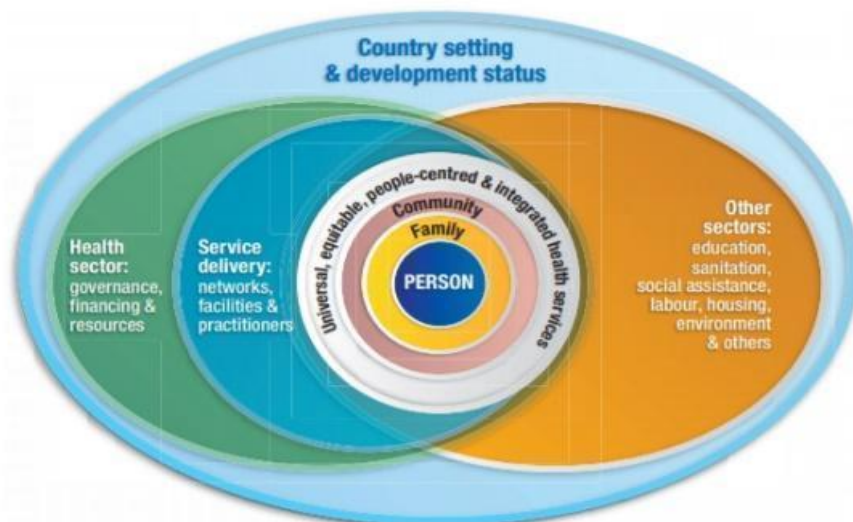 Country setting
& development status
Health
sector:
governance,
financing &
resources
Service
delivery:
networks,
facilities &
practitioners
Universal, equitable, people-centred & integrated health services
Community
Family
PERSON
Other
sectors:
education,
sanitation,
social assistance,
labour, housing,
environment
& others